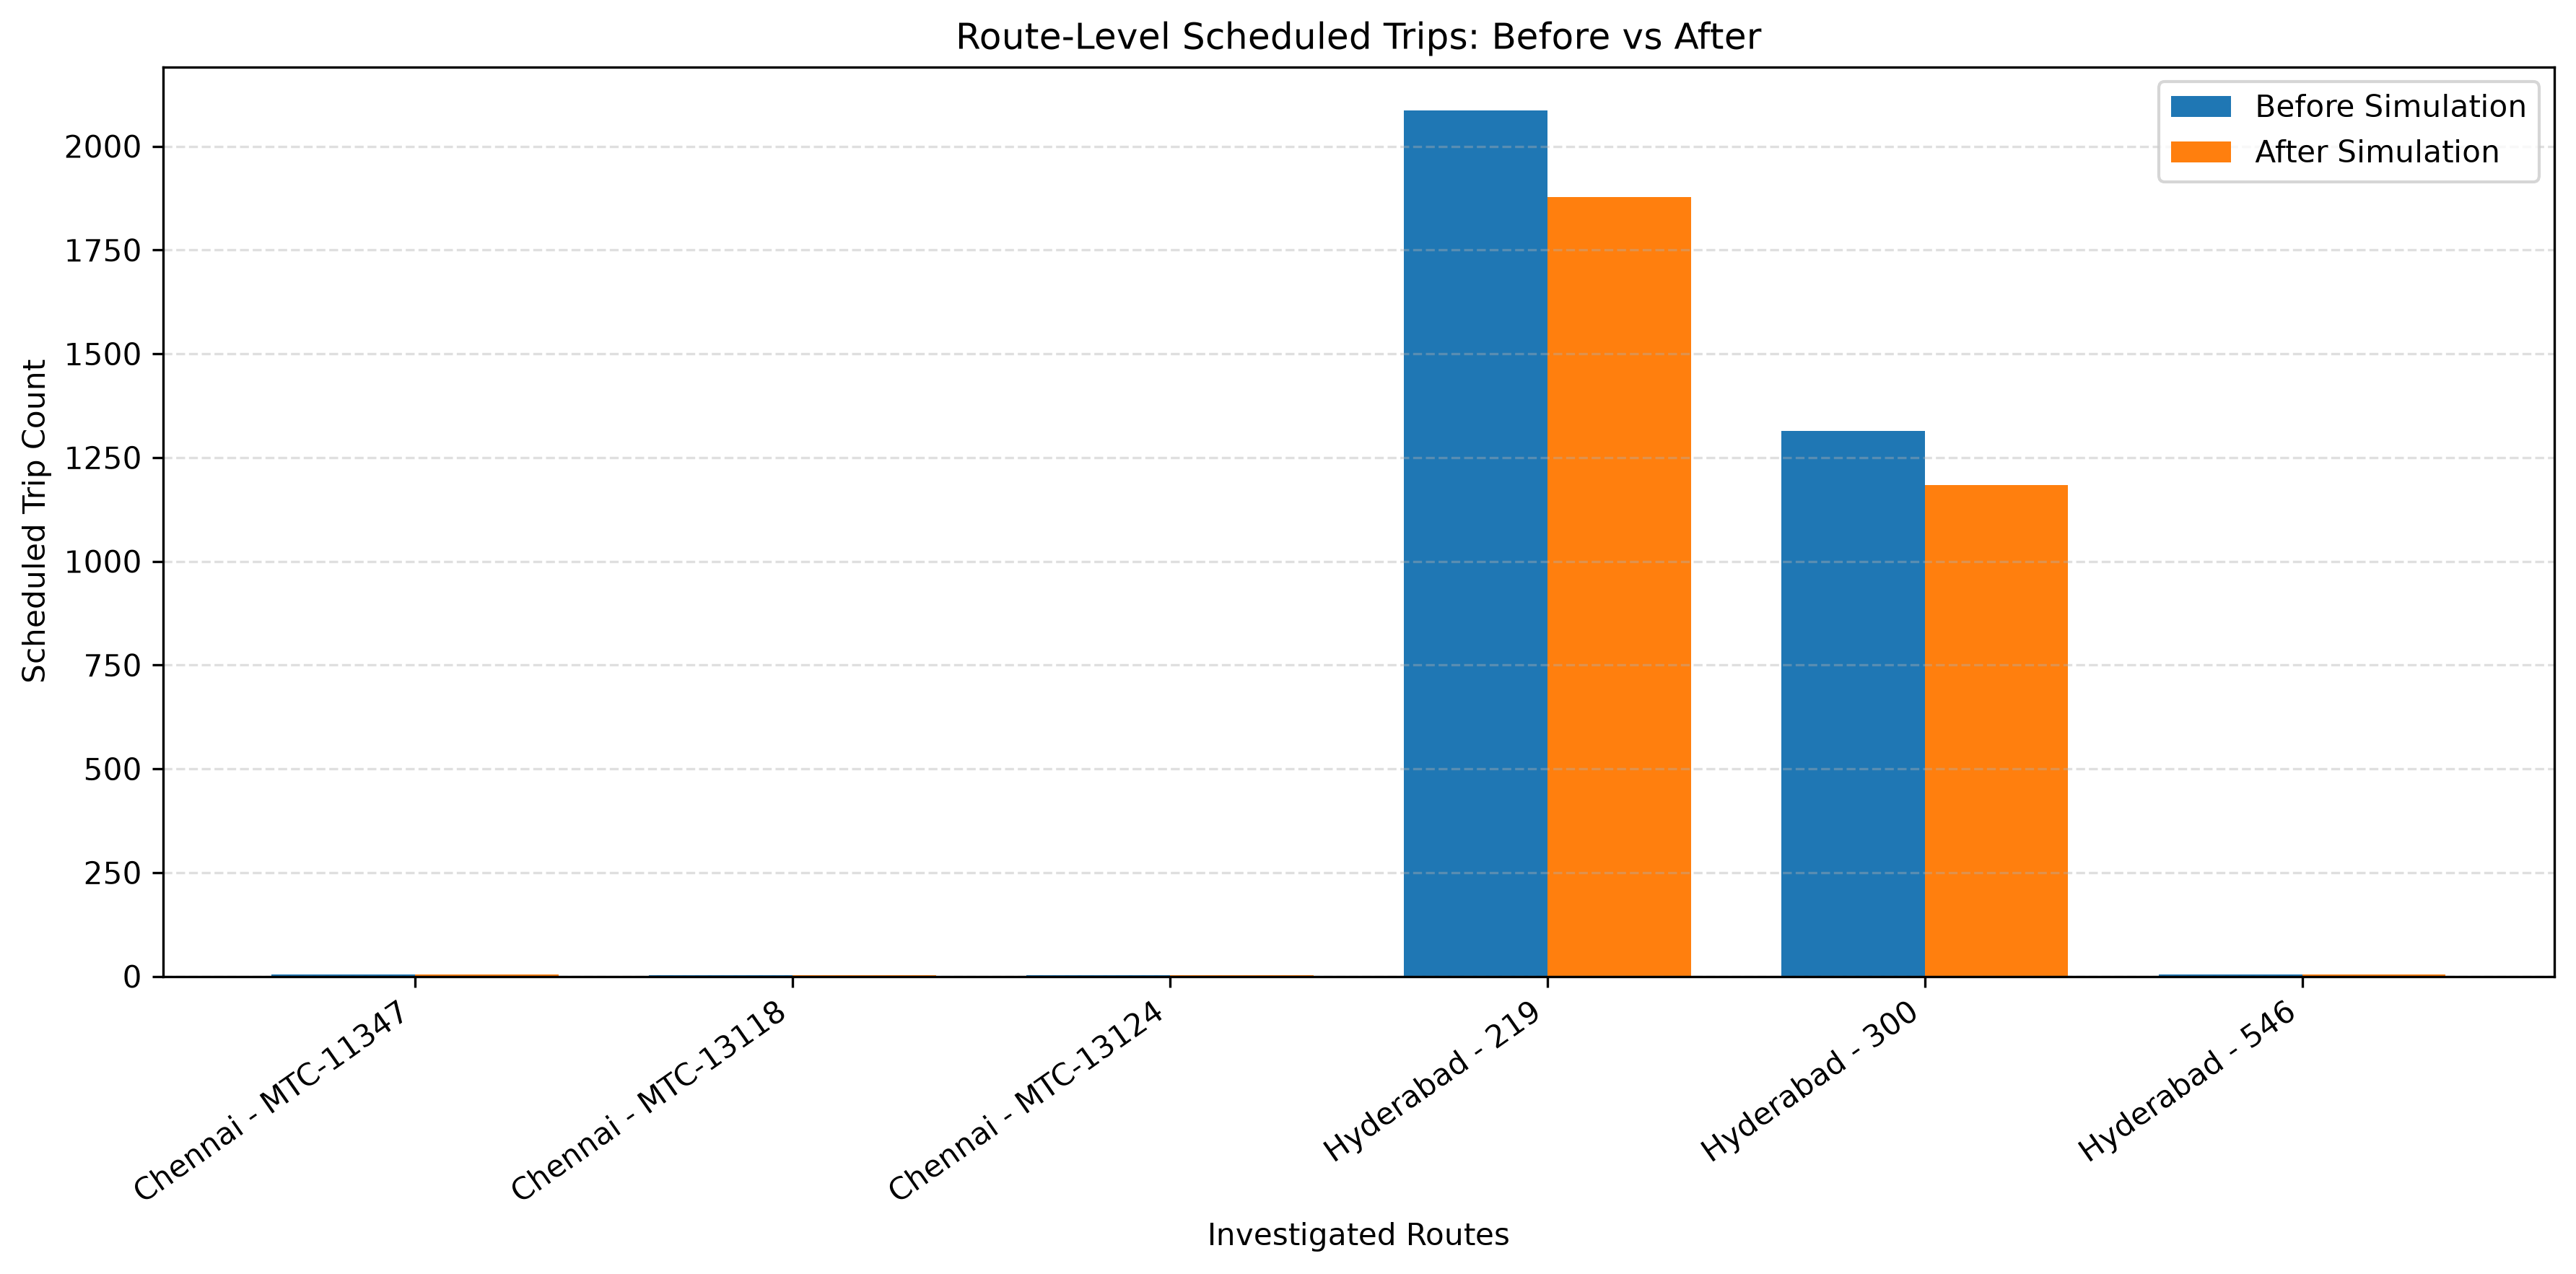 Route-Level Scheduled Trips: Before vs After
Before Simulation
After Simulation
Scheduled Trip Count
2000
1750
1500
1250
1000
750
500
250
0
Chennai - MTC-11347
Chennai - MTC-13118
Chennai - MTC-13124
Hyderabad - 219
Hyderabad - 300
Hyderabad - 546
Investigated Routes